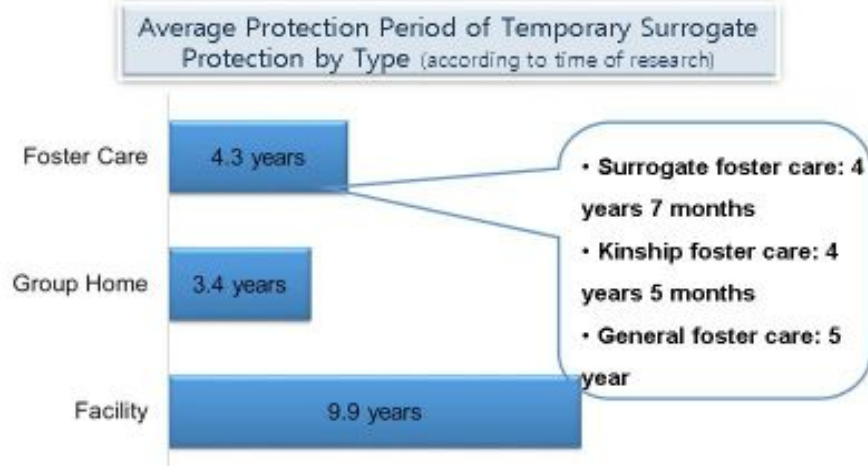 Average Protection Period of Temporary Surrogate
Protection by Type (according to time of research)
Foster Care
4.3 years
• Surrogate foster care: 4
years 7 months
• Kinship foster care: 4
years 5 months
• General foster care: 5
year
Group Home
3.4 years
Facility
9.9 years